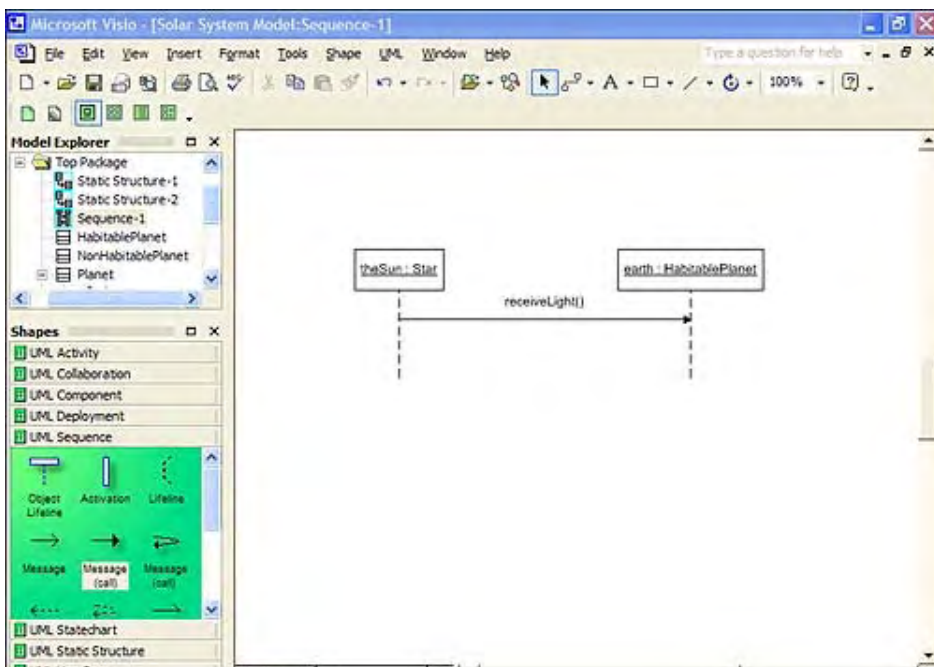 Microsoft Visio - [Solar System Model:Sequence-1]
File Edit View Insert Format Tools Shape UML Window Help Type a question for help
100%
Model Explorer
Top Package
Static Structure-1
Static Structure-2
Sequence-1
HabitablePlanet
NonHabitablePlanet
Planet
Shapes
UML Activity
UML Collaboration
UML Component
UML Deployment
UML Sequence
Object Lifeline
Activation
Lifeline
Message
Message (call)
Message (call)
UML Statechart
UML Static Structure
theSun : Star
earth : HabitablePlanet
receiveLight()